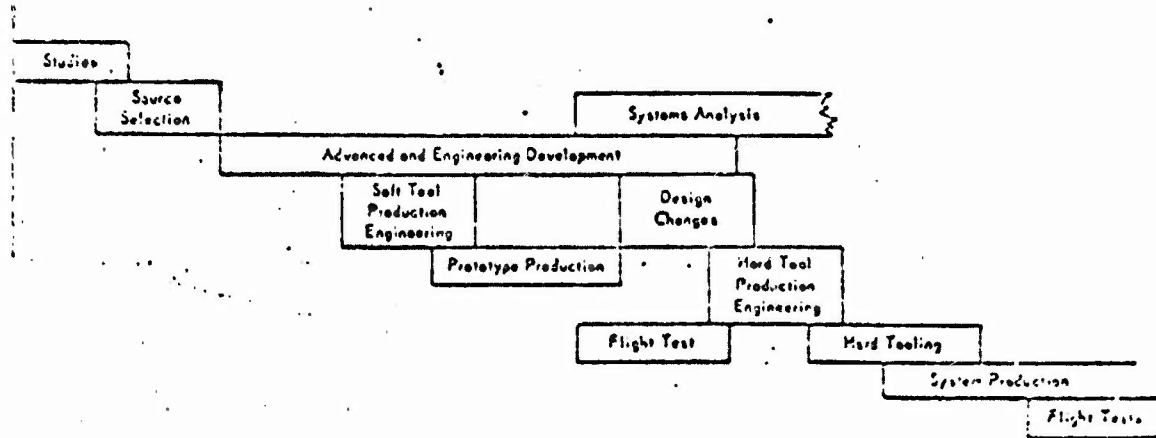 Studies
Source
Selection
Systems Analysis
Advanced and Engineering Development
Soft Tool
Production
Engineering
Design
Changes
Prototype Production
Hard Tool
Production
Engineering
Flight Test
Hard Tooling
System Production
Flight Tests